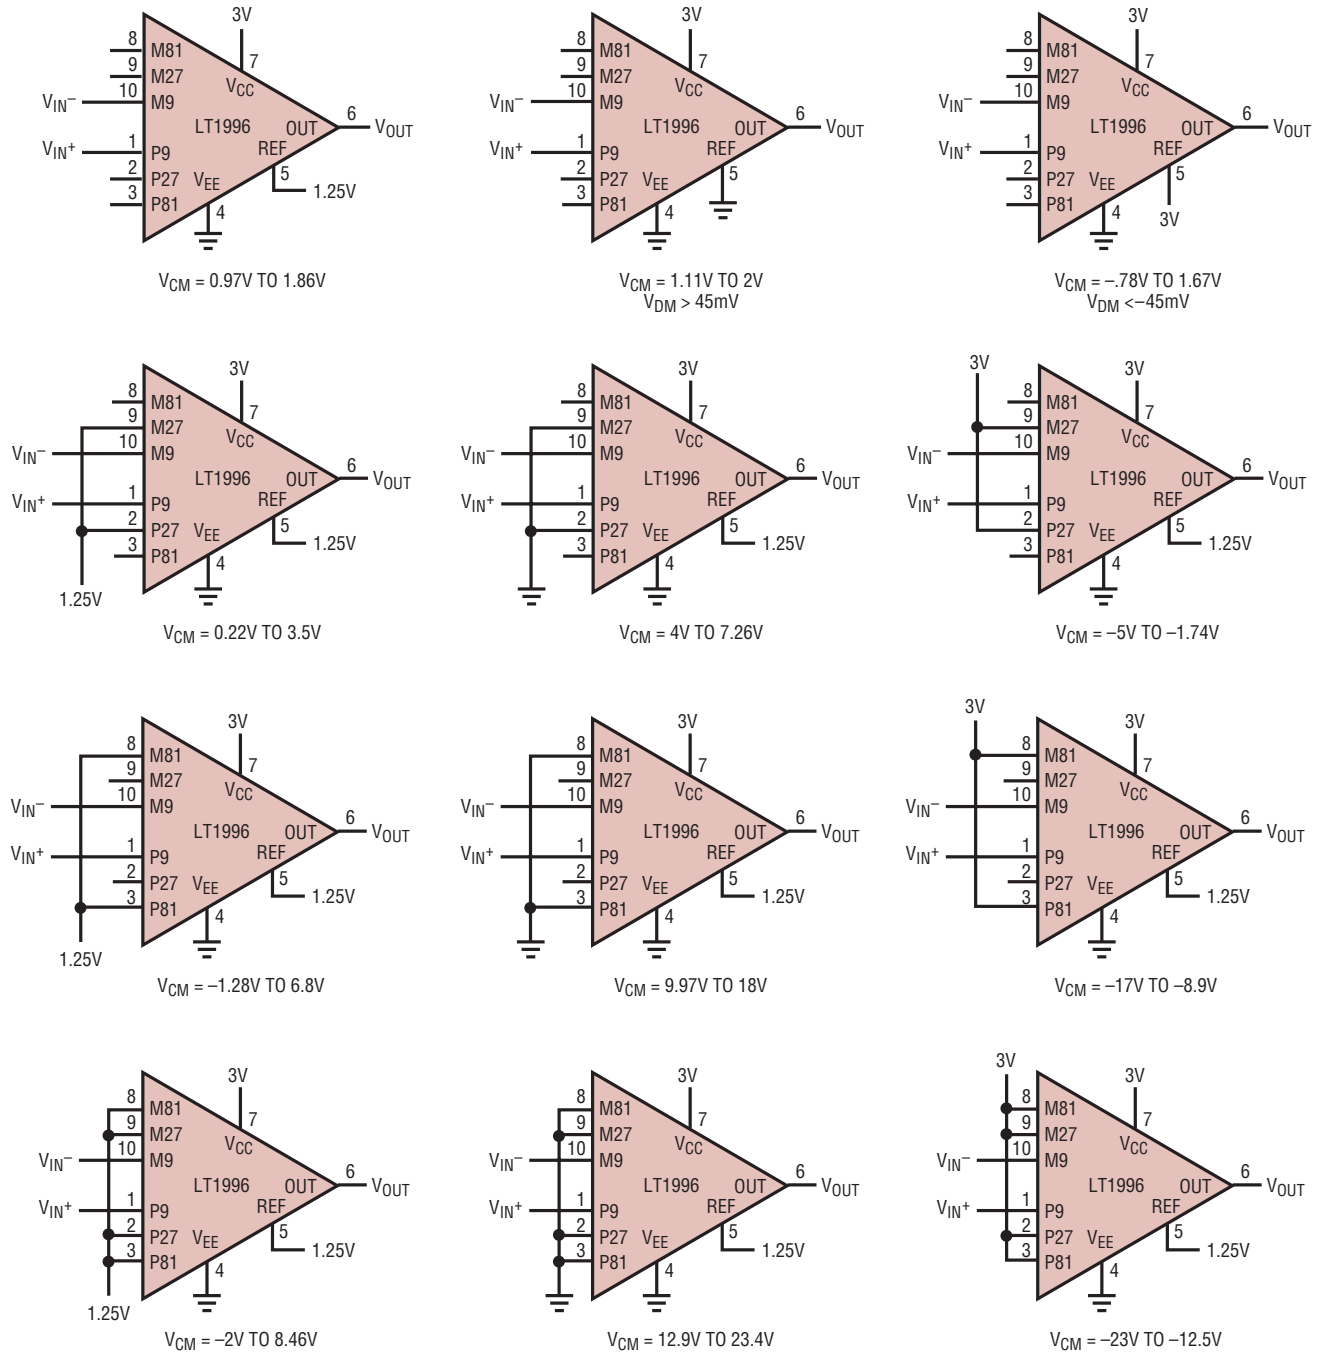 3V
8 M81
7
9 M27
VCC
VIN– 10 M9
LT1996 OUT 6 VOUT
VIN+ 1 P9 REF
2 P27 VEE 5
1.25V
3 P81
4
VCM = 0.97V TO 1.86V
3V
8 M81
7
9 M27
VCC
VIN– 10 M9
LT1996 OUT 6 VOUT
VIN+ 1 P9 REF
2 P27 VEE 5
3 P81
4
VCM = 1.11V TO 2V
VDM > 45mV
3V
8 M81
7
9 M27
VCC
VIN– 10 M9
LT1996 OUT 6 VOUT
VIN+ 1 P9 REF
2 P27 VEE 5
3 P81
3V
4
VCM = –.78V TO 1.67V
VDM <–45mV
3V
8 M81
7
9 M27
VCC
VIN– 10 M9
LT1996 OUT 6 VOUT
VIN+ 1 P9 REF
2 P27 VEE 5
1.25V
3 P81
4
1.25V
VCM = 0.22V TO 3.5V
3V
8 M81
7
9 M27
VCC
VIN– 10 M9
LT1996 OUT 6 VOUT
VIN+ 1 P9 REF
2 P27 VEE 5
1.25V
3 P81
4
VCM = 4V TO 7.26V
3V
3V
8 M81
7
9 M27
VCC
VIN– 10 M9
LT1996 OUT 6 VOUT
VIN+ 1 P9 REF
2 P27 VEE 5
1.25V
3 P81
4
VCM = –5V TO –1.74V
3V
8 M81
7
9 M27
VCC
VIN– 10 M9
LT1996 OUT 6 VOUT
VIN+ 1 P9 REF
2 P27 VEE 5
1.25V
3 P81
4
1.25V
VCM = –1.28V TO 6.8V
3V
8 M81
7
9 M27
VCC
VIN– 10 M9
LT1996 OUT 6 VOUT
VIN+ 1 P9 REF
2 P27 VEE 5
1.25V
3 P81
4
VCM = 9.97V TO 18V
3V
3V
8 M81
7
9 M27
VCC
VIN– 10 M9
LT1996 OUT 6 VOUT
VIN+ 1 P9 REF
2 P27 VEE 5
1.25V
3 P81
4
VCM = –17V TO –8.9V
3V
8 M81
7
9 M27
VCC
VIN– 10 M9
LT1996 OUT 6 VOUT
VIN+ 1 P9 REF
2 P27 VEE 5
1.25V
3 P81
4
1.25V
VCM = –2V TO 8.46V
3V
8 M81
7
9 M27
VCC
VIN– 10 M9
LT1996 OUT 6 VOUT
VIN+ 1 P9 REF
2 P27 VEE 5
1.25V
3 P81
4
VCM = 12.9V TO 23.4V
3V
3V
8 M81
7
9 M27
VCC
VIN– 10 M9
LT1996 OUT 6 VOUT
VIN+ 1 P9 REF
2 P27 VEE 5
1.25V
3 P81
4
VCM = –23V TO –12.5V